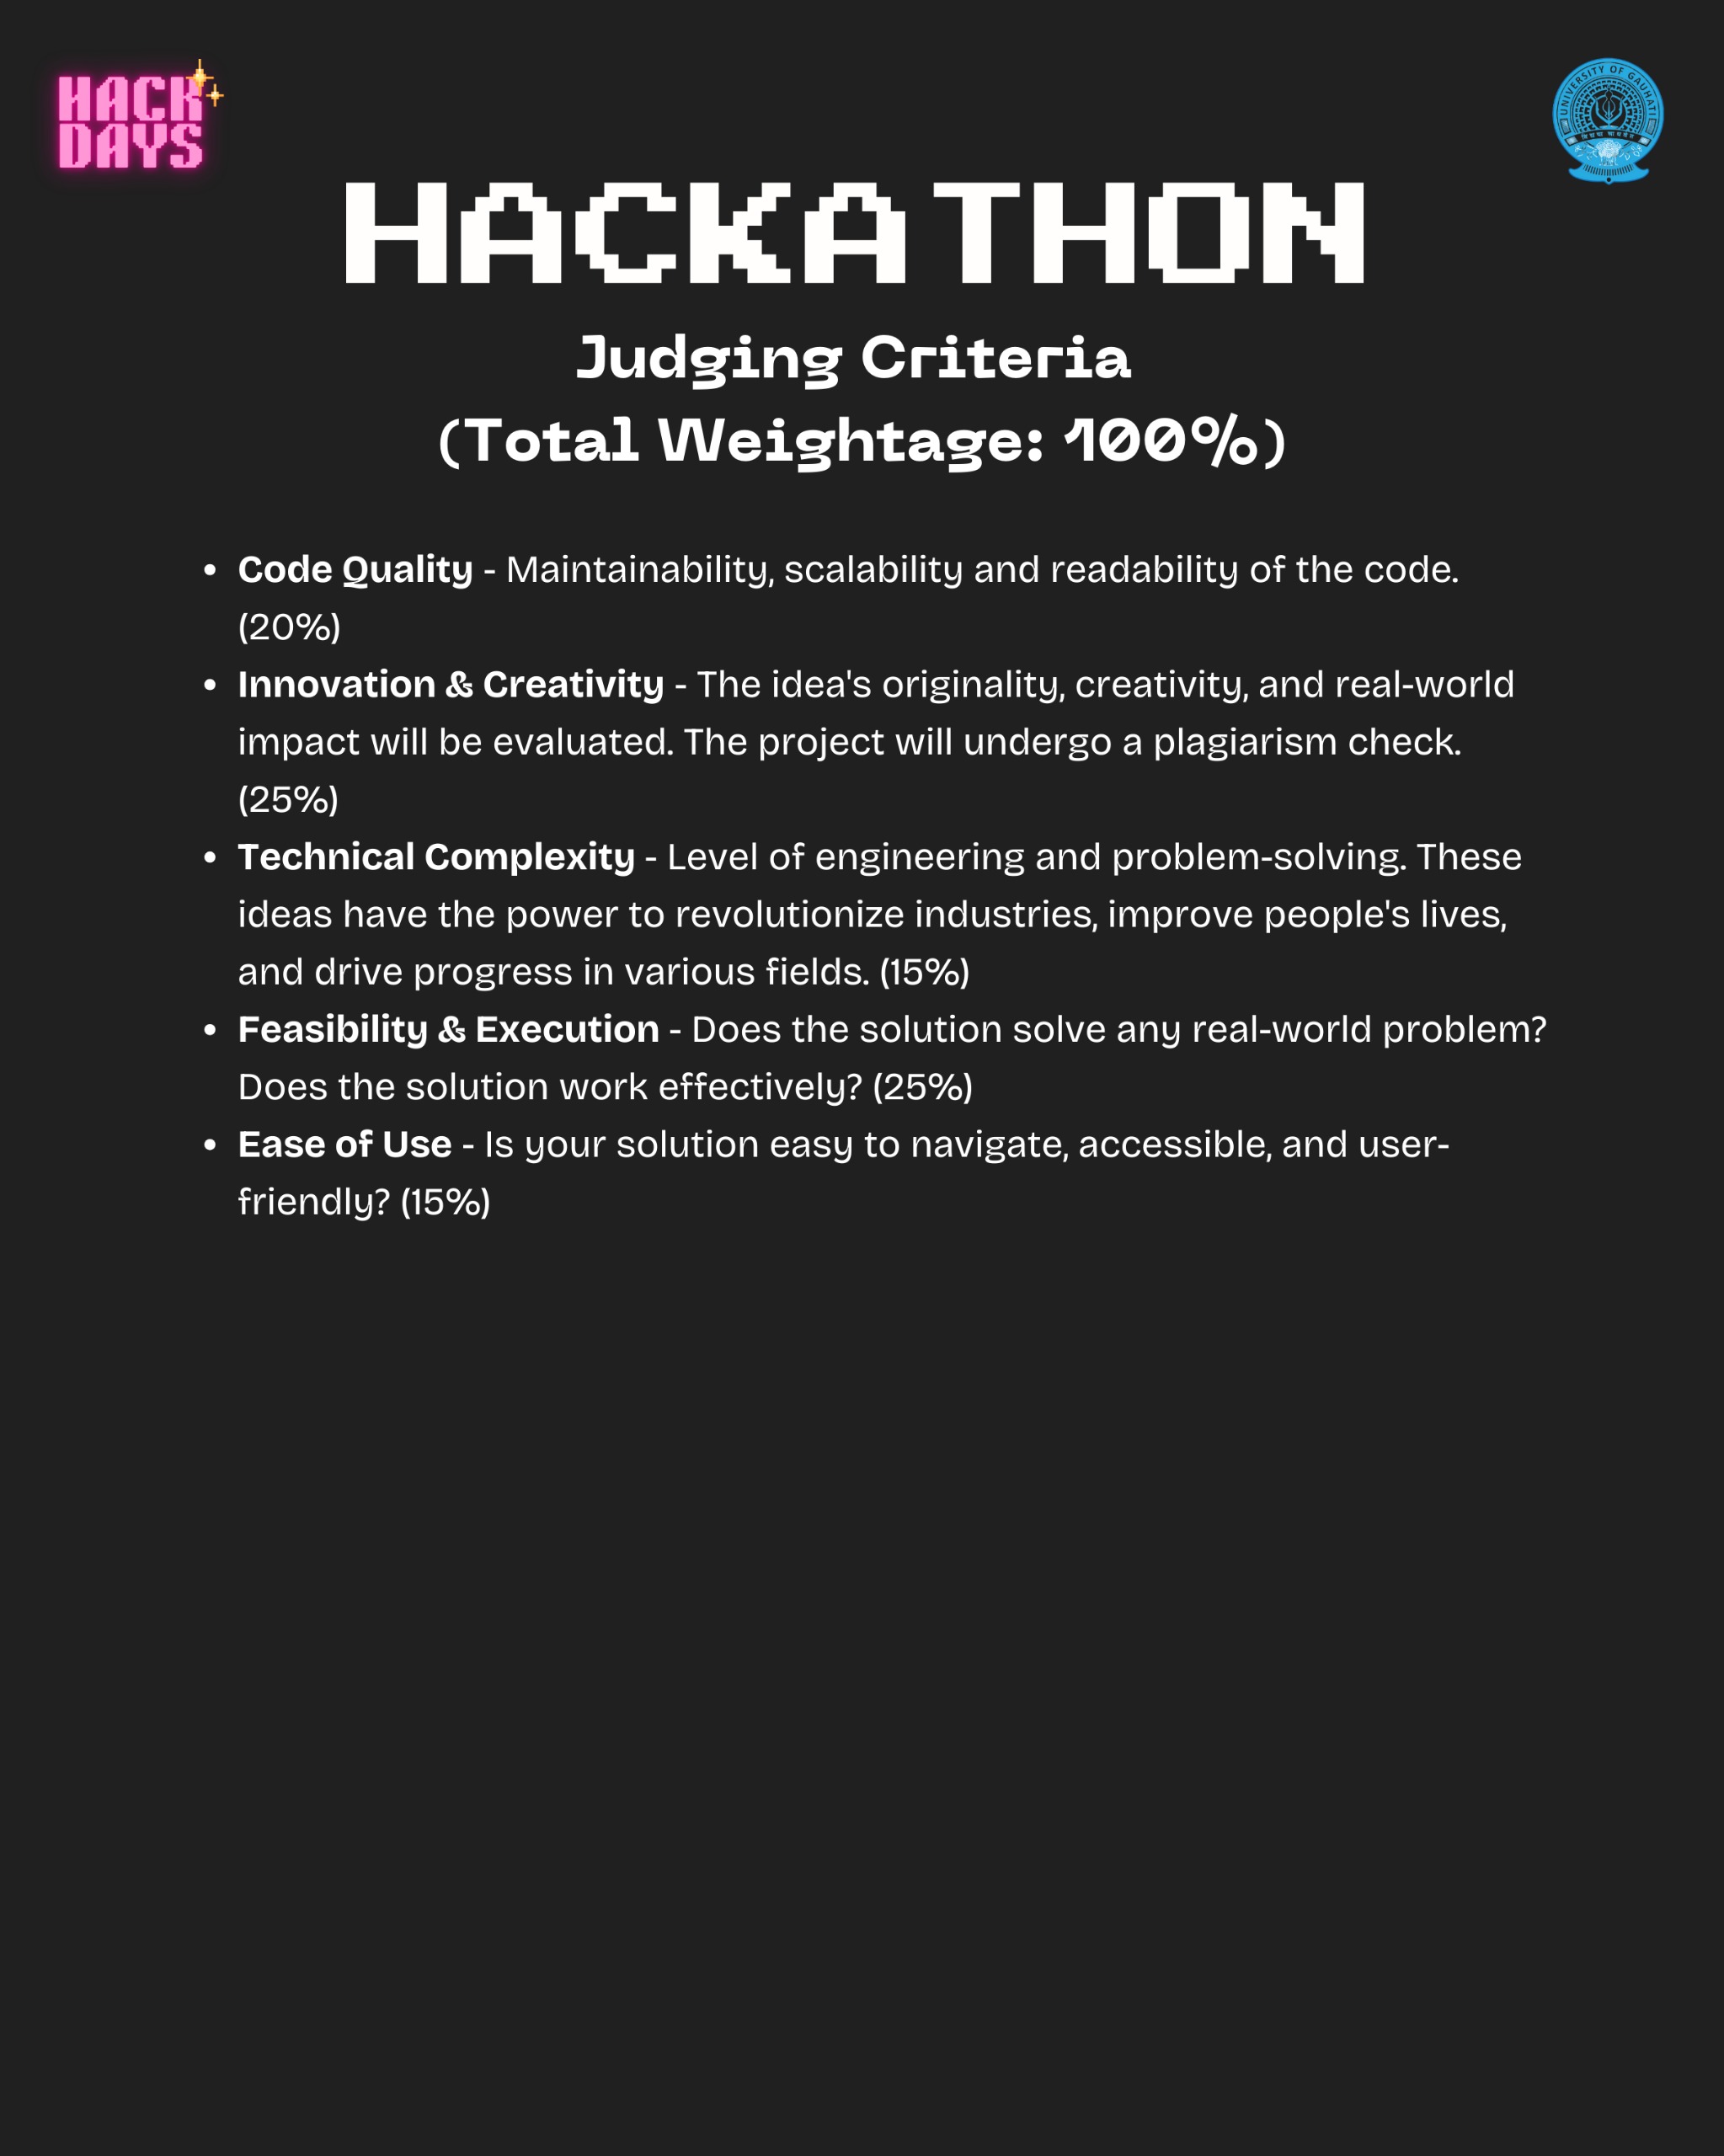 HACK
DAYS
UNIVERSITY OF GAUHATI
HACKATHON
Judging Criteria
(Total Weightage: 100%)
• Code Quality - Maintainability, scalability and readability of the code.
(20%)
• Innovation & Creativity - The idea's originality, creativity, and real-world
impact will be evaluated. The project will undergo a plagiarism check.
(25%)
• Technical Complexity - Level of engineering and problem-solving. These
ideas have the power to revolutionize industries, improve people's lives,
and drive progress in various fields. (15%)
• Feasibility & Execution - Does the solution solve any real-world problem?
Does the solution work effectively? (25%)
• Ease of Use - Is your solution easy to navigate, accessible, and user-
friendly? (15%)